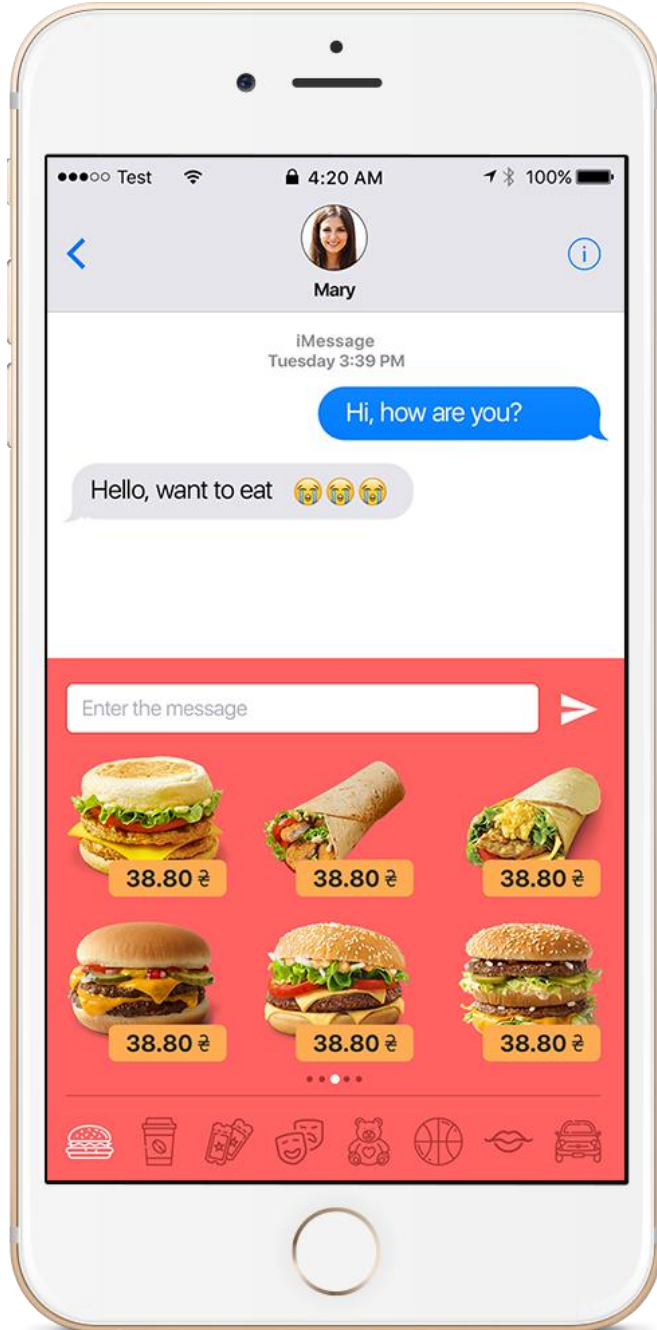 Test
4:20 AM
100%
Mary
iMessage
Tuesday 3:39 PM
Hi, how are you?
Hello, want to eat 😭😭😭
Enter the message
38.80 ₴
38.80 ₴
38.80 ₴
38.80 ₴
38.80 ₴
38.80 ₴